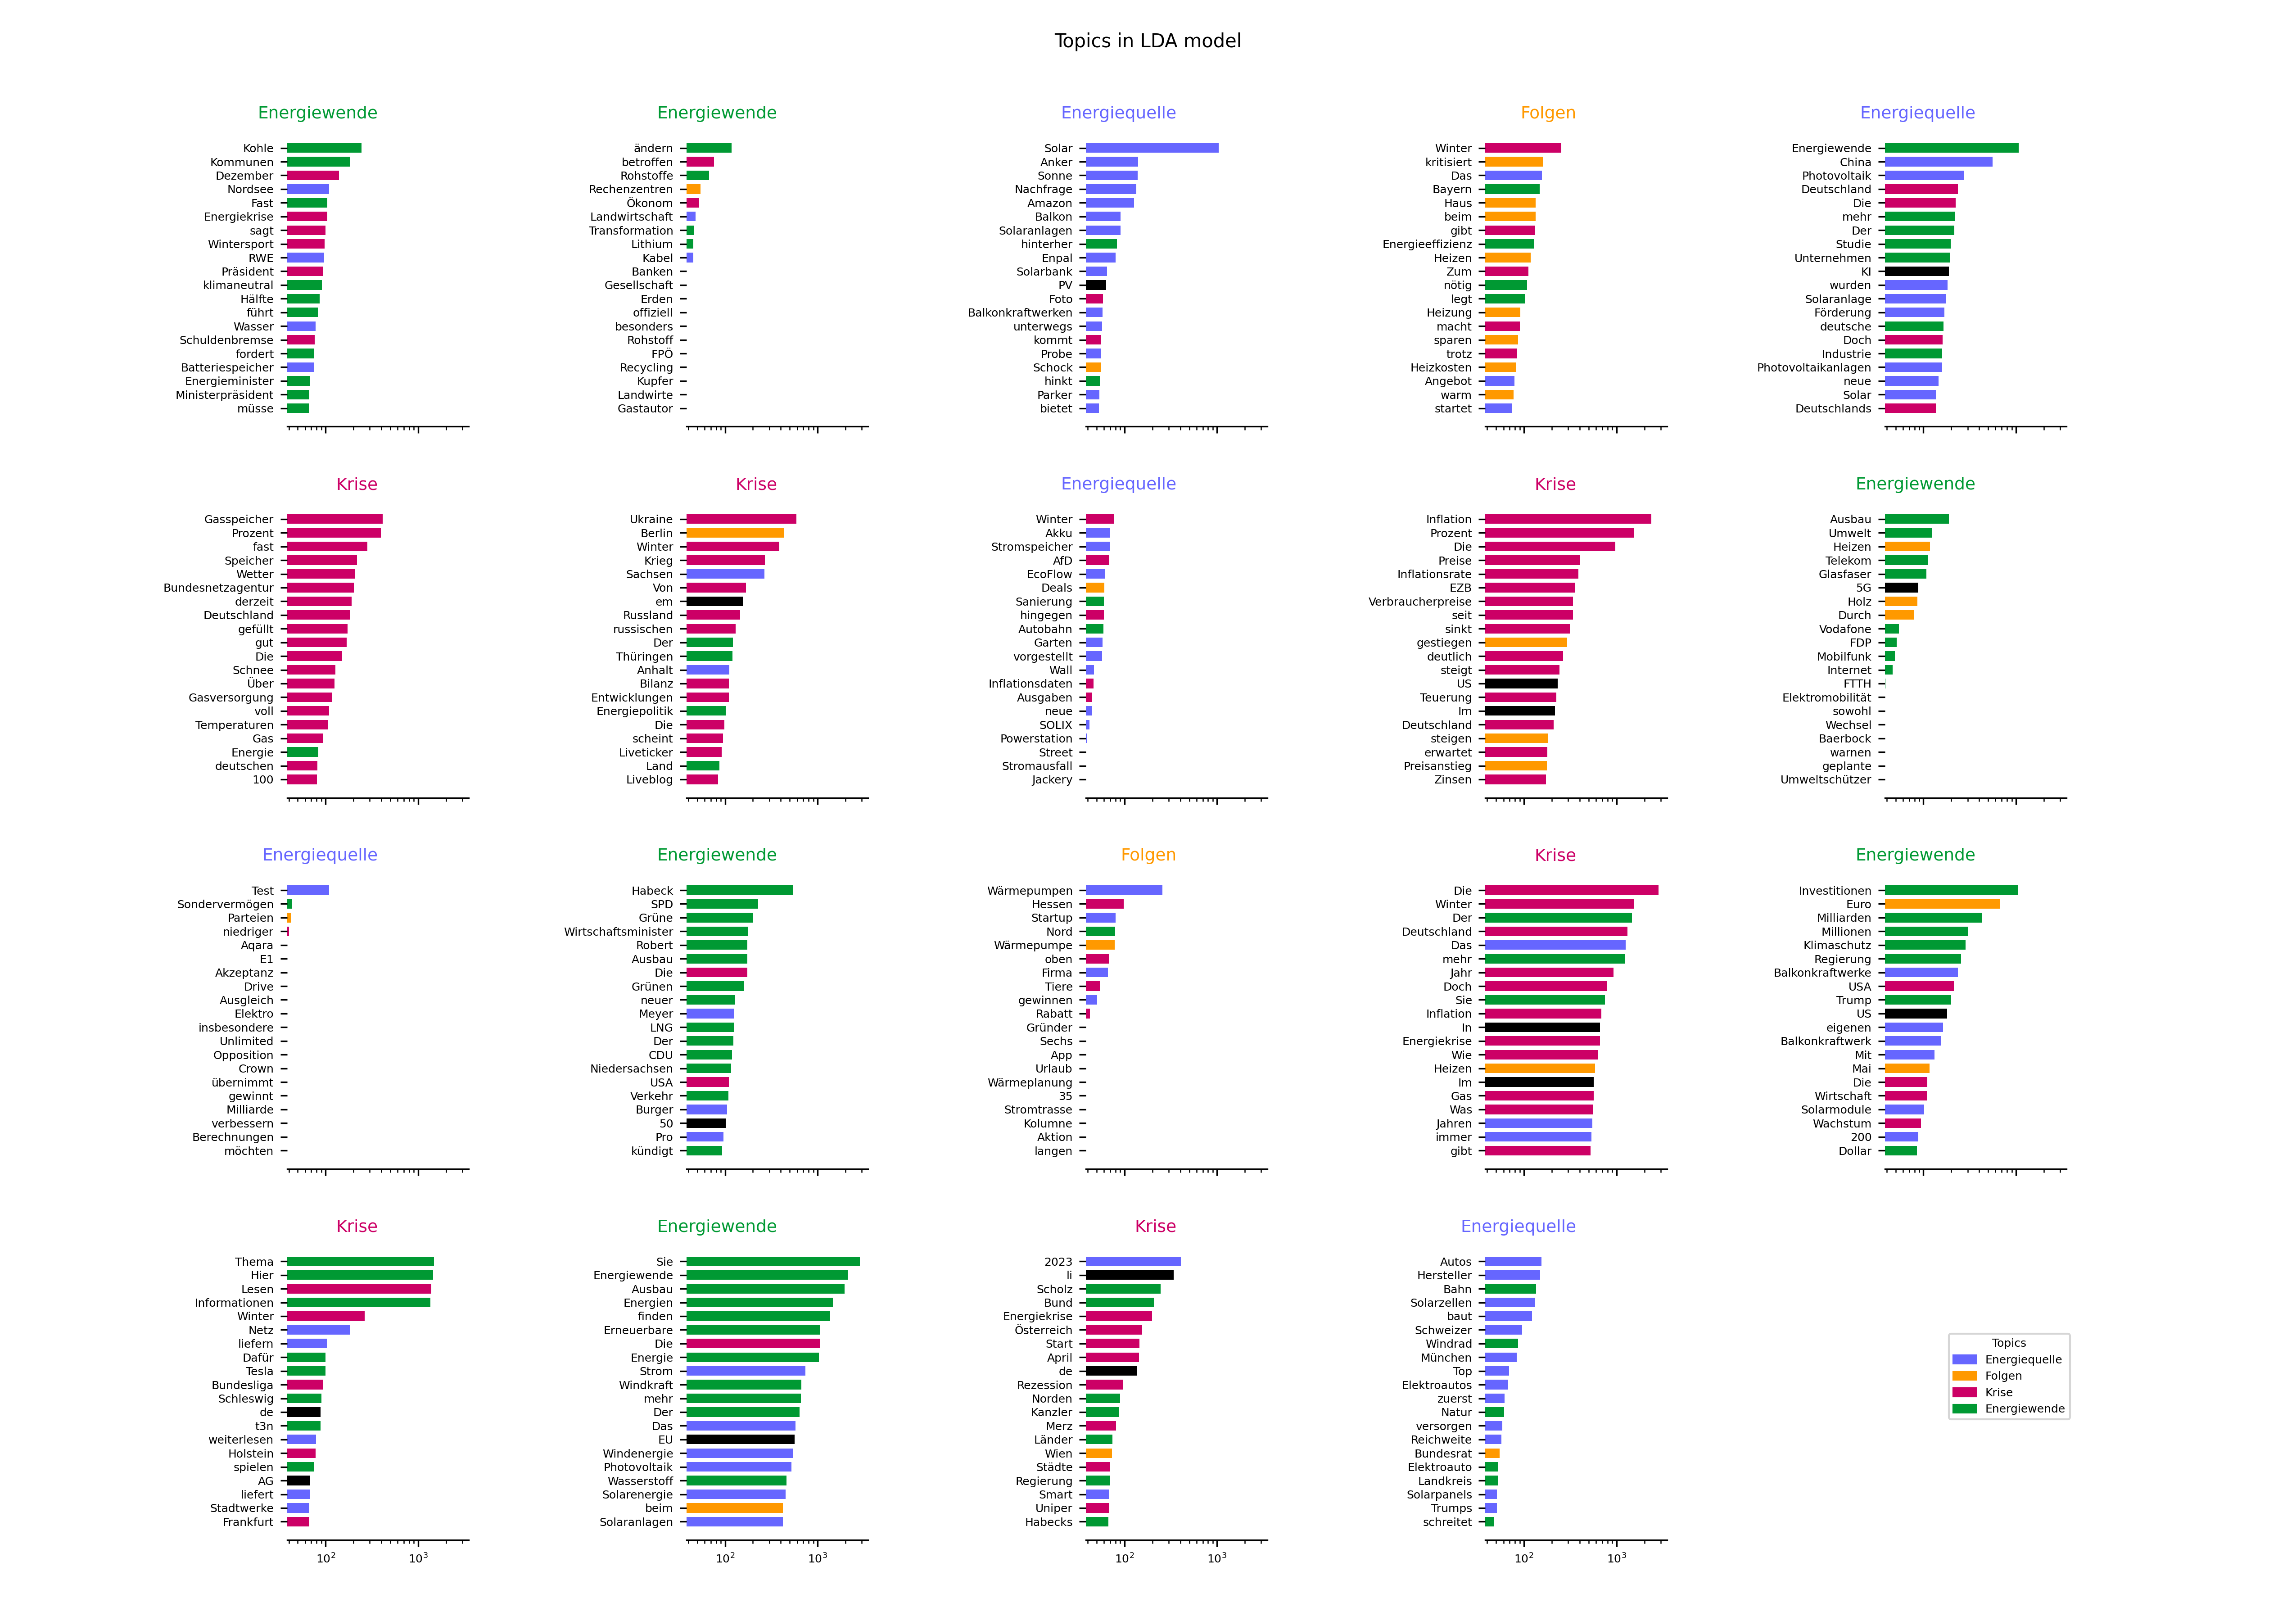 Topics in LDA model
Energiewende
Kohle
Kommunen
Dezember
Nordsee
Fast
Energiekrise
sagt
Wintersport
RWE
Präsident
klimaneutral
Hälfte
führt
Wasser
Schuldenbremse
fordert
Batteriespeicher
Energieminister
Ministerpräsident
müsse
Energiewende
ändern
betroffen
Rohstoffe
Rechenzentren
Ökonom
Landwirtschaft
Transformation
Lithium
Kabel
Banken
Gesellschaft
Erden
offiziell
besonders
Rohstoff
FPÖ
Recycling
Kupfer
Landwirte
Gastautor
Energiequelle
Solar
Anker
Sonne
Nachfrage
Amazon
Balkon
Solaranlagen
hinterher
Enpal
Solarbank
PV
Foto
Balkonkraftwerken
unterwegs
kommt
Probe
Schock
hinkt
Parker
bietet
Folgen
Winter
kritisiert
Das
Bayern
Haus
beim
gibt
Energieeffizienz
Heizen
Zum
nötig
legt
Heizung
macht
sparen
trotz
Heizkosten
Angebot
warm
startet
Energiequelle
Energiewende
China
Photovoltaik
Deutschland
Die
mehr
Der
Studie
Unternehmen
KI
wurden
Solaranlage
Förderung
deutsche
Doch
Industrie
Photovoltaikanlagen
neue
Solar
Deutschlands
Krise
Gasspeicher
Prozent
fast
Speicher
Wetter
Bundesnetzagentur
derzeit
Deutschland
gefüllt
gut
Die
Schnee
Über
Gasversorgung
voll
Temperaturen
Gas
Energie
deutschen
100
Krise
Ukraine
Berlin
Winter
Krieg
Sachsen
Von
em
Russland
russischen
Der
Thüringen
Anhalt
Bilanz
Entwicklungen
Energiepolitik
Die
scheint
Liveticker
Land
Liveblog
Energiequelle
Winter
Akku
Stromspeicher
AfD
EcoFlow
Deals
Sanierung
hingegen
Autobahn
Garten
vorgestellt
Wall
Inflationsdaten
Ausgaben
neue
SOLIX
Powerstation
Street
Stromausfall
Jackery
Krise
Inflation
Prozent
Die
Preise
Inflationsrate
EZB
Verbraucherpreise
seit
sinkt
gestiegen
deutlich
steigt
US
Teuerung
Im
Deutschland
steigen
erwartet
Preisanstieg
Zinsen
Energiewende
Ausbau
Umwelt
Heizen
Telekom
Glasfaser
5G
Holz
Durch
Vodafone
FDP
Mobilfunk
Internet
FTTH
Elektromobilität
sowohl
Wechsel
Baerbock
warnen
geplante
Umweltschützer
Energiequelle
Test
Sondervermögen
Parteien
niedriger
Aqara
E1
Akzeptanz
Drive
Ausgleich
Elektro
insbesondere
Unlimited
Opposition
Crown
übernimmt
gewinnt
Milliarde
verbessern
Berechnungen
möchten
Energiewende
Habeck
SPD
Grüne
Wirtschaftsminister
Robert
Ausbau
Die
Grünen
neuer
Meyer
LNG
Der
CDU
Niedersachsen
USA
Verkehr
Burger
50
Pro
kündigt
Folgen
Wärmepumpen
Hessen
Startup
Nord
Wärmepumpe
oben
Firma
Tiere
gewinnen
Rabatt
Gründer
Sechs
App
Urlaub
Wärmeplanung
35
Stromtrasse
Kolumne
Aktion
langen
Krise
Die
Winter
Der
Deutschland
Das
mehr
Jahr
Doch
Sie
Inflation
In
Energiekrise
Wie
Heizen
Im
Gas
Was
Jahren
immer
gibt
Energiewende
Investitionen
Euro
Milliarden
Millionen
Klimaschutz
Regierung
Balkonkraftwerke
USA
Trump
US
eigenen
Balkonkraftwerk
Mit
Mai
Die
Wirtschaft
Solarmodule
Wachstum
200
Dollar
Krise
Thema
Hier
Lesen
Informationen
Winter
Netz
liefern
Dafür
Tesla
Bundesliga
Schleswig
de
t3n
weiterlesen
Holstein
spielen
AG
liefert
Stadtwerke
Frankfurt
10²
10³
Energiewende
Sie
Energiewende
Ausbau
Energien
finden
Erneuerbare
Die
Energie
Strom
Windkraft
mehr
Der
Das
EU
Windenergie
Photovoltaik
Wasserstoff
Solarenergie
beim
Solaranlagen
10²
10³
Krise
2023
li
Scholz
Bund
Energiekrise
Österreich
Start
April
de
Rezession
Norden
Kanzler
Merz
Länder
Wien
Städte
Regierung
Smart
Uniper
Habecks
10²
10³
Energiequelle
Autos
Hersteller
Bahn
Solarzellen
baut
Schweizer
Windrad
München
Top
Elektroautos
zuerst
Natur
versorgen
Reichweite
Bundesrat
Elektroauto
Landkreis
Solarpanels
Trumps
schreitet
10²
10³
Topics
Energiequelle
Folgen
Krise
Energiewende